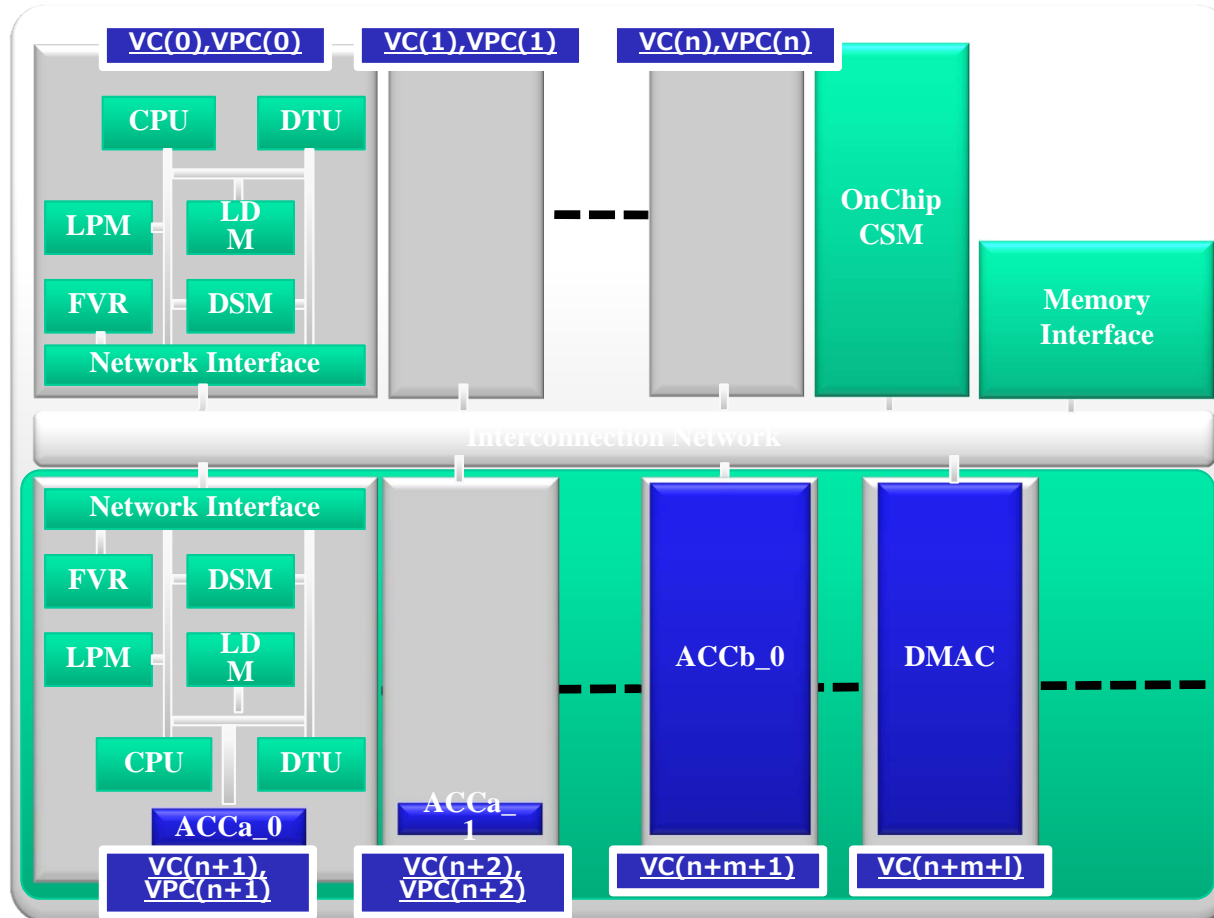 VC(0),VPC(0)
VC(1),VPC(1)
VC(n),VPC(n)
CPU
DTU
LPM
LD
M
FVR
DSM
Network Interface
OnChip
CSM
Memory
Interface
Interconnection Network
Network Interface
FVR
DSM
LPM
LD
M
CPU
DTU
ACCa_0
ACCa_
1
ACCb_0
DMAC
VC(n+1),
VPC(n+1)
VC(n+2),
VPC(n+2)
VC(n+m+1)
VC(n+m+l)